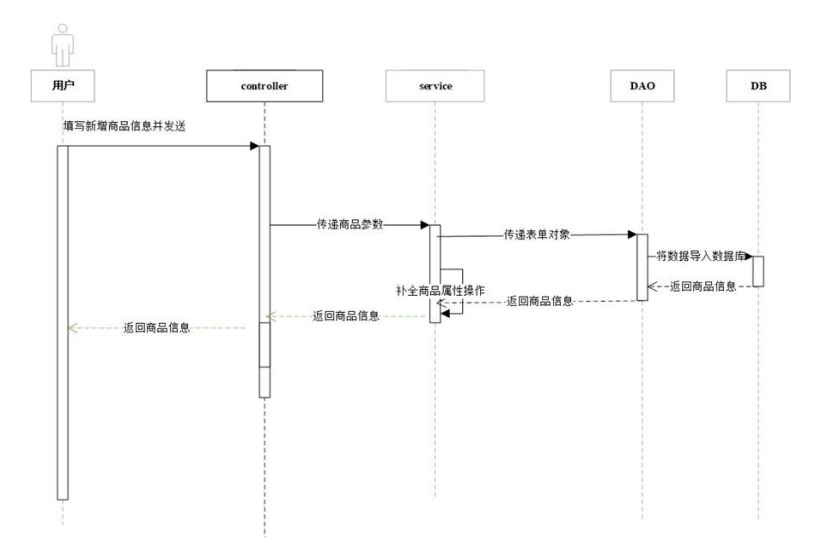 用户
controller
service
DAO
DB
填写新增商品信息并发送
传递商品参数
传递表单对象
将数据导入数据库
返回商品信息
补全商品属性操作
返回商品信息
返回商品信息
返回商品信息